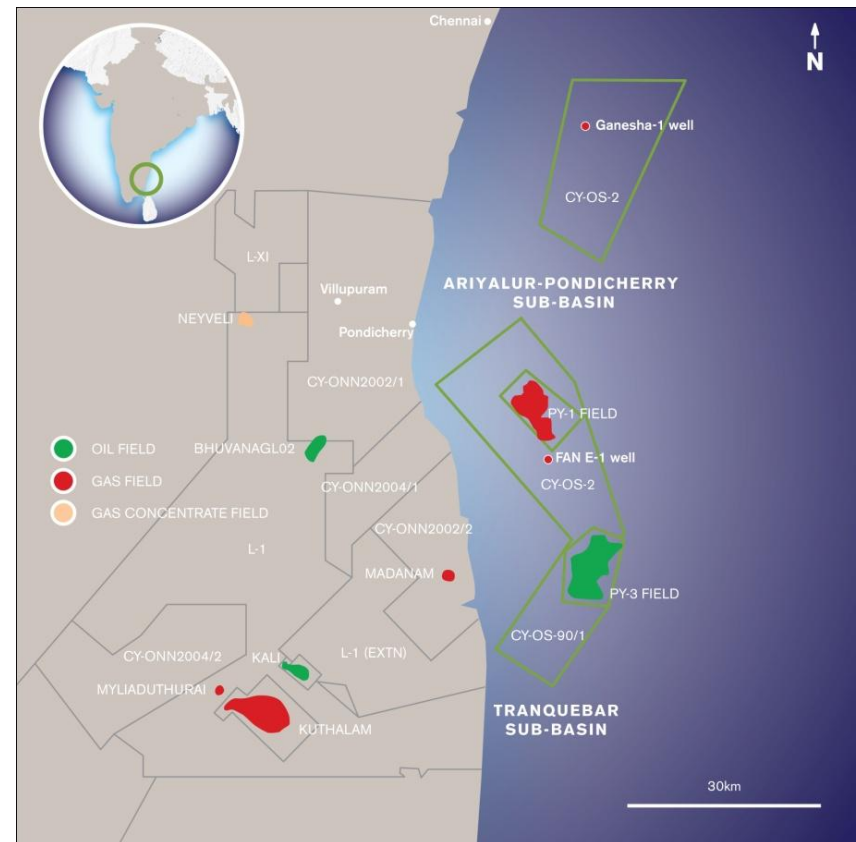 Chennai
N
Ganesha-1 well
CY-OS-2
L-XI
ARIYALUR-PONDICHERRY
SUB-BASIN
Villupuram
NEYVELI
Pondicherry
CY-ONN2002/1
PY-1 FIELD
OIL FIELD
BHUVANAGL02
FAN E-1 well
GAS FIELD
CY-ONN2004/1
CY-OS-2
GAS CONCENTRATE FIELD
CY-ONN2002/2
L-1
MADANAM
PY-3 FIELD
CY-OS-90/1
CY-ONN2004/2
KALI
L-1 (EXTN)
MYLIADUTHURAI
TRANQUEBAR
SUB-BASIN
KUTHALAM
30km